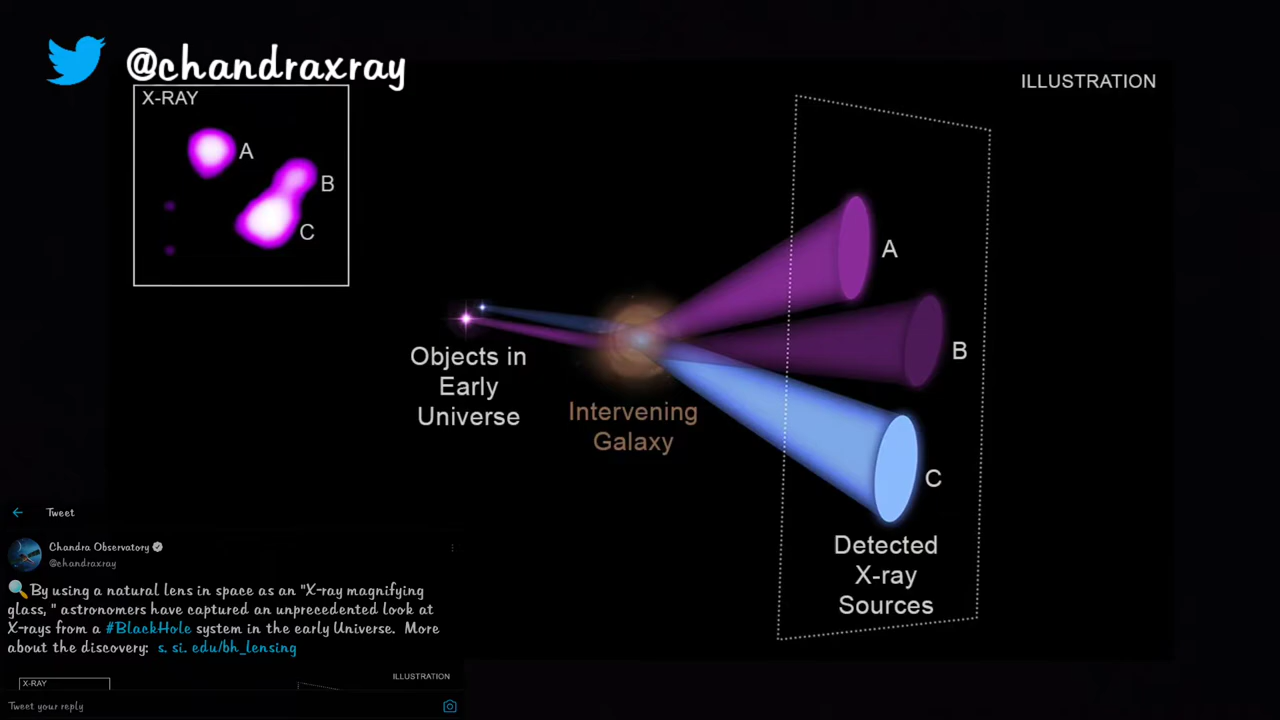 @chandraxray
X-RAY
A
B
C
ILLUSTRATION
A
B
C
Objects in
Early
Universe
Intervening
Galaxy
Detected
X-ray
Sources
Tweet
Chandra Observatory
@chandraxray
By using a natural lens in space as an "X-ray magnifying
glass, " astronomers have captured an unprecedented look at
X-rays from a #BlackHole system in the early Universe. More
about the discovery: s. si. edu/bh_lensing
ILLUSTRATION
X-RAY
Tweet your reply